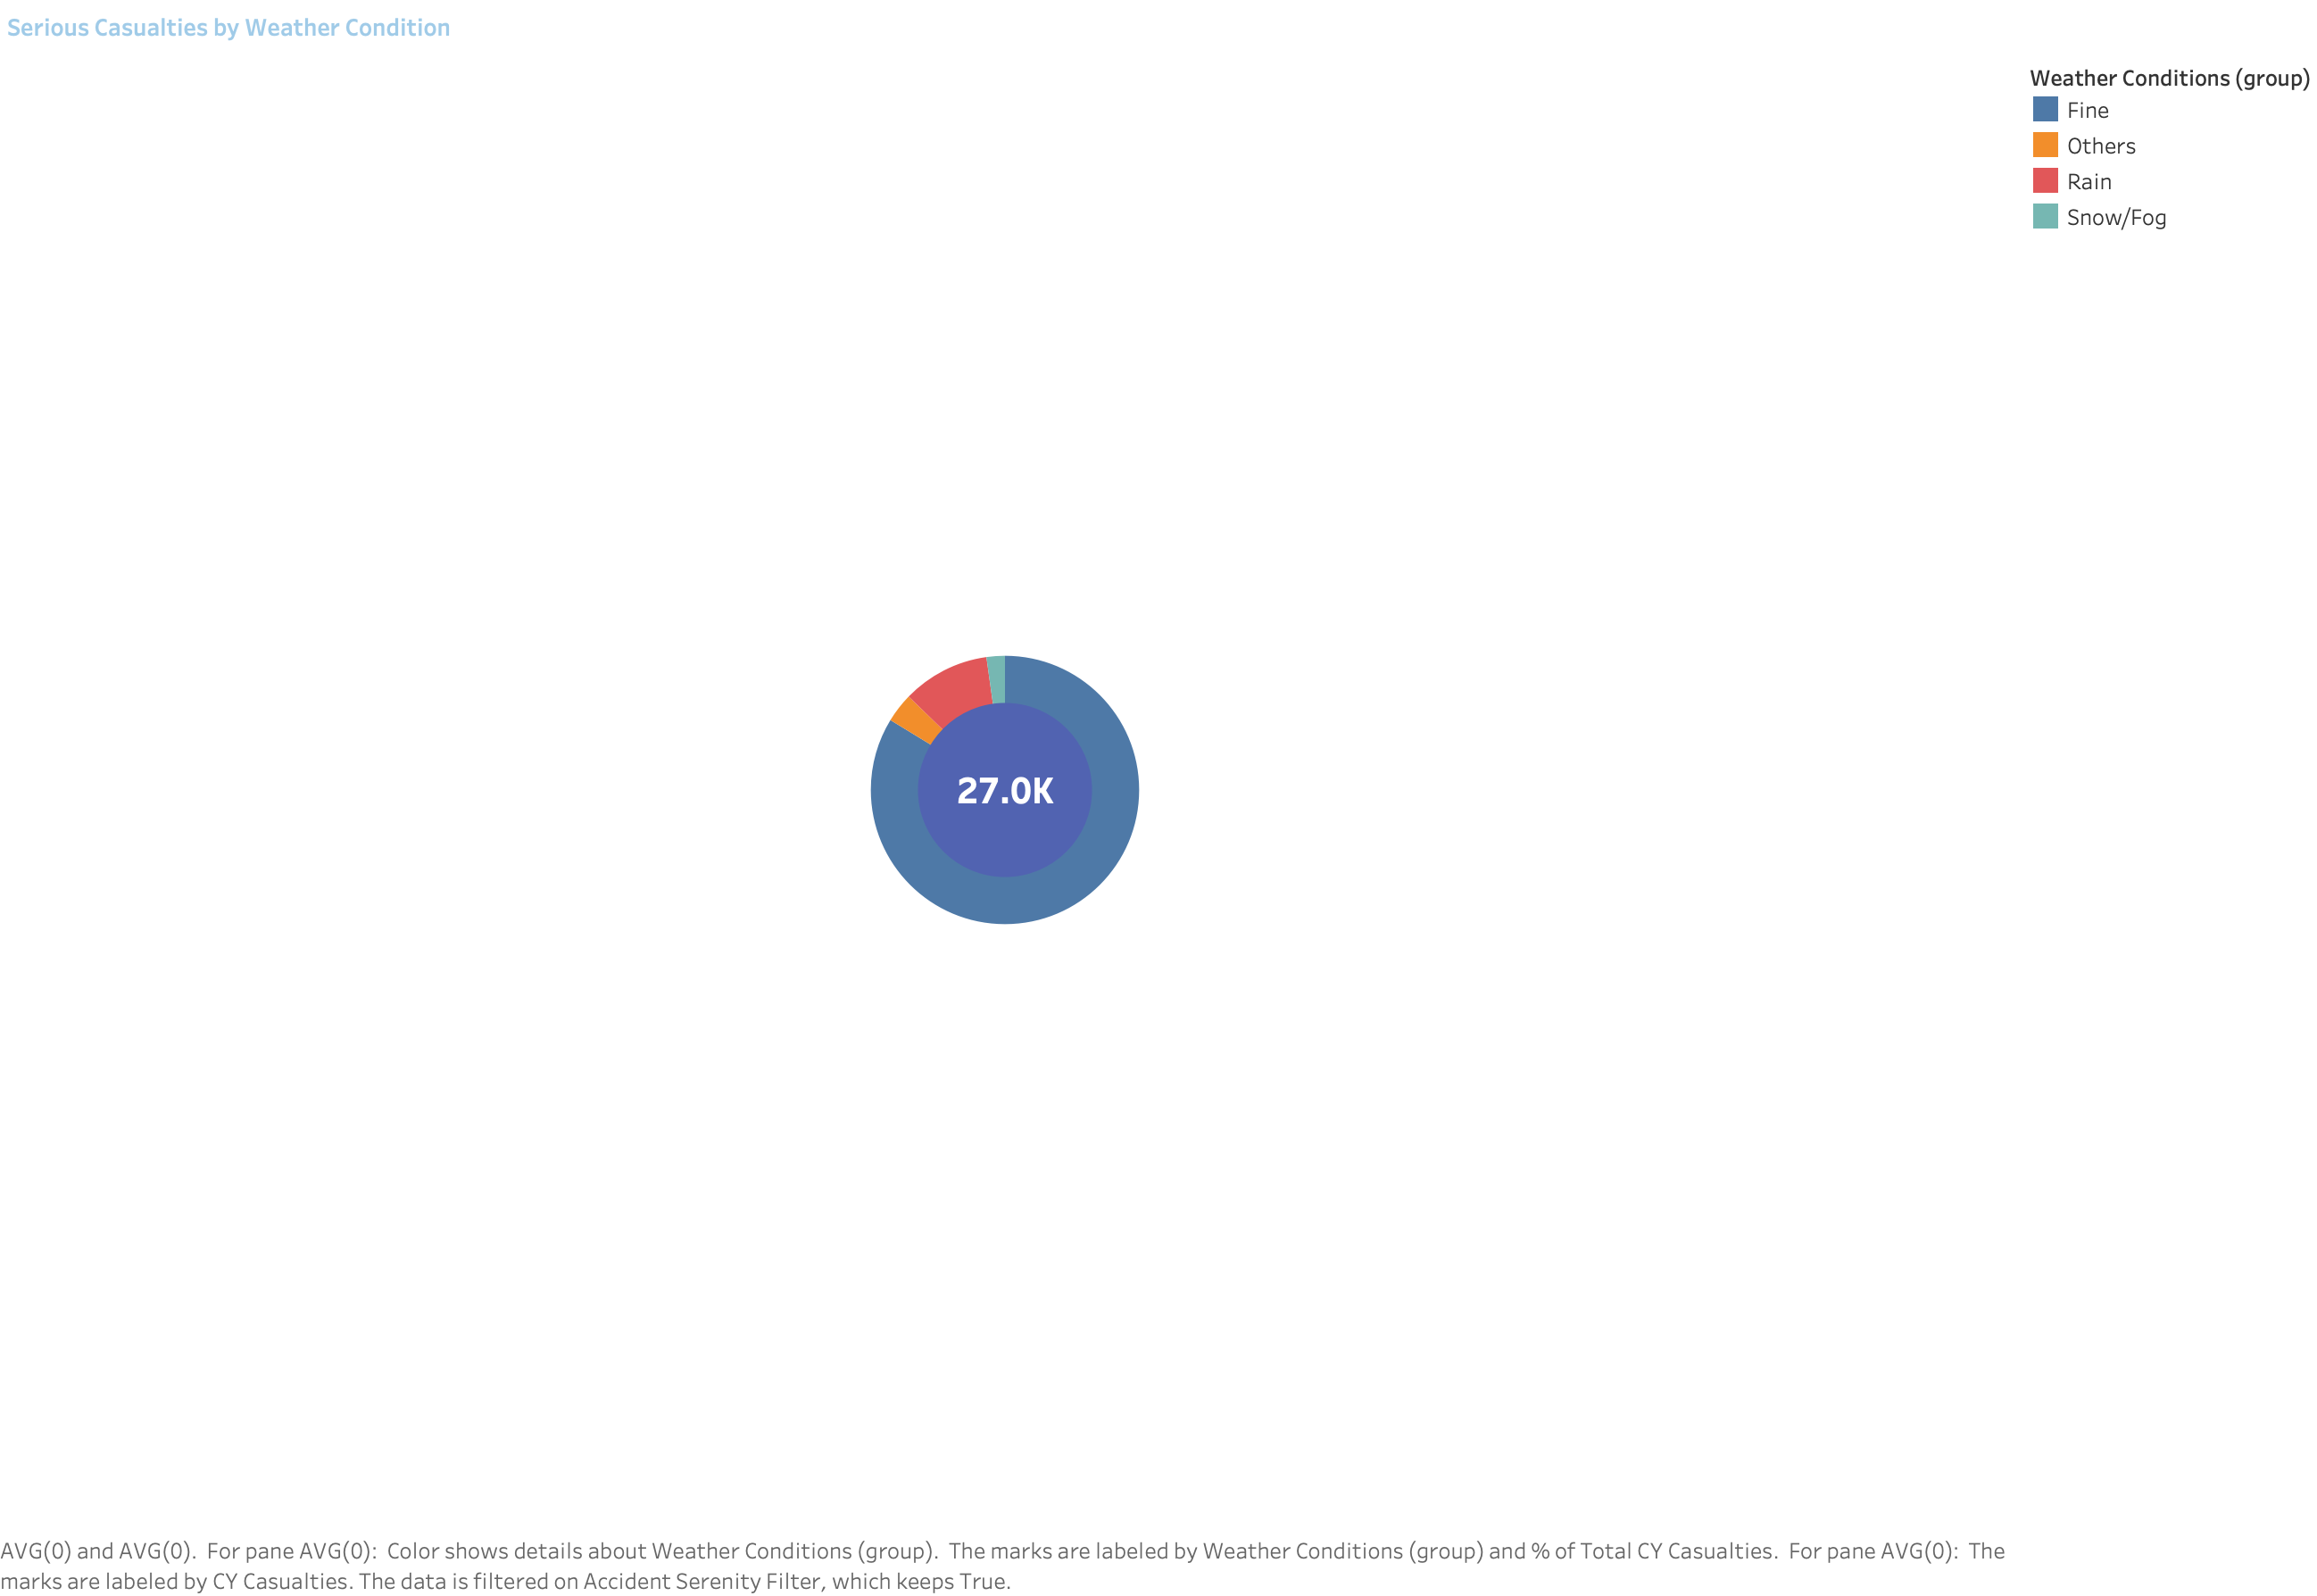 Serious Casualties by Weather Condition
Weather Conditions (group)
Fine
Others
Rain
Snow/Fog
27.0K
AVG(0) and AVG(0). For pane AVG(0): Color shows details about Weather Conditions (group). The marks are labeled by Weather Conditions (group) and % of Total CY Casualties. For pane AVG(0): The
marks are labeled by CY Casualties. The data is filtered on Accident Serenity Filter, which keeps True.